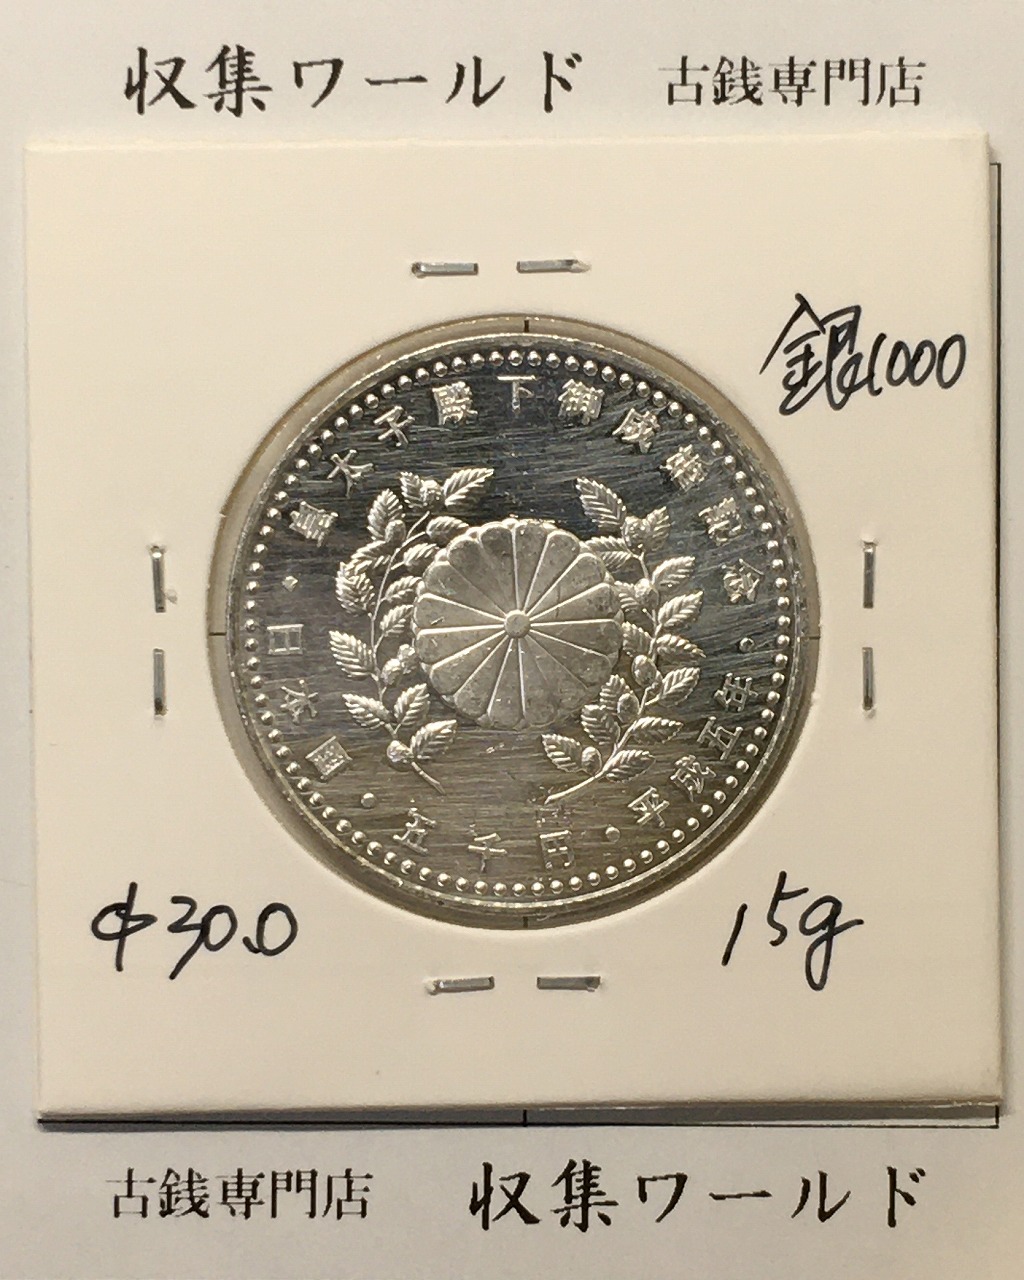 収集ワールド 古銭専門店
銀1000
皇太子殿下御成婚記念・平成五年
日本国・五千円
φ30.0
15g
古銭専門店 収集ワールド